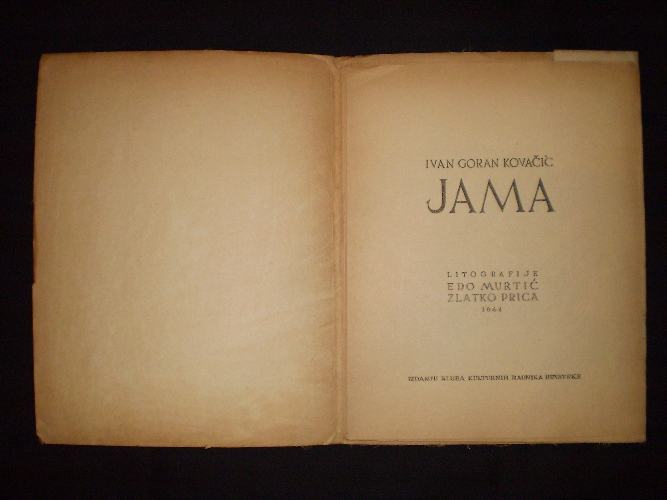 IVAN GORAN KOVAČIĆ
JAMA
LITOGRAFIJE
EDO MURTIĆ
ZLATKO PRICA
1944
IZDANJE KLUBA KULTURNIH RADNIKA HRVATSKE